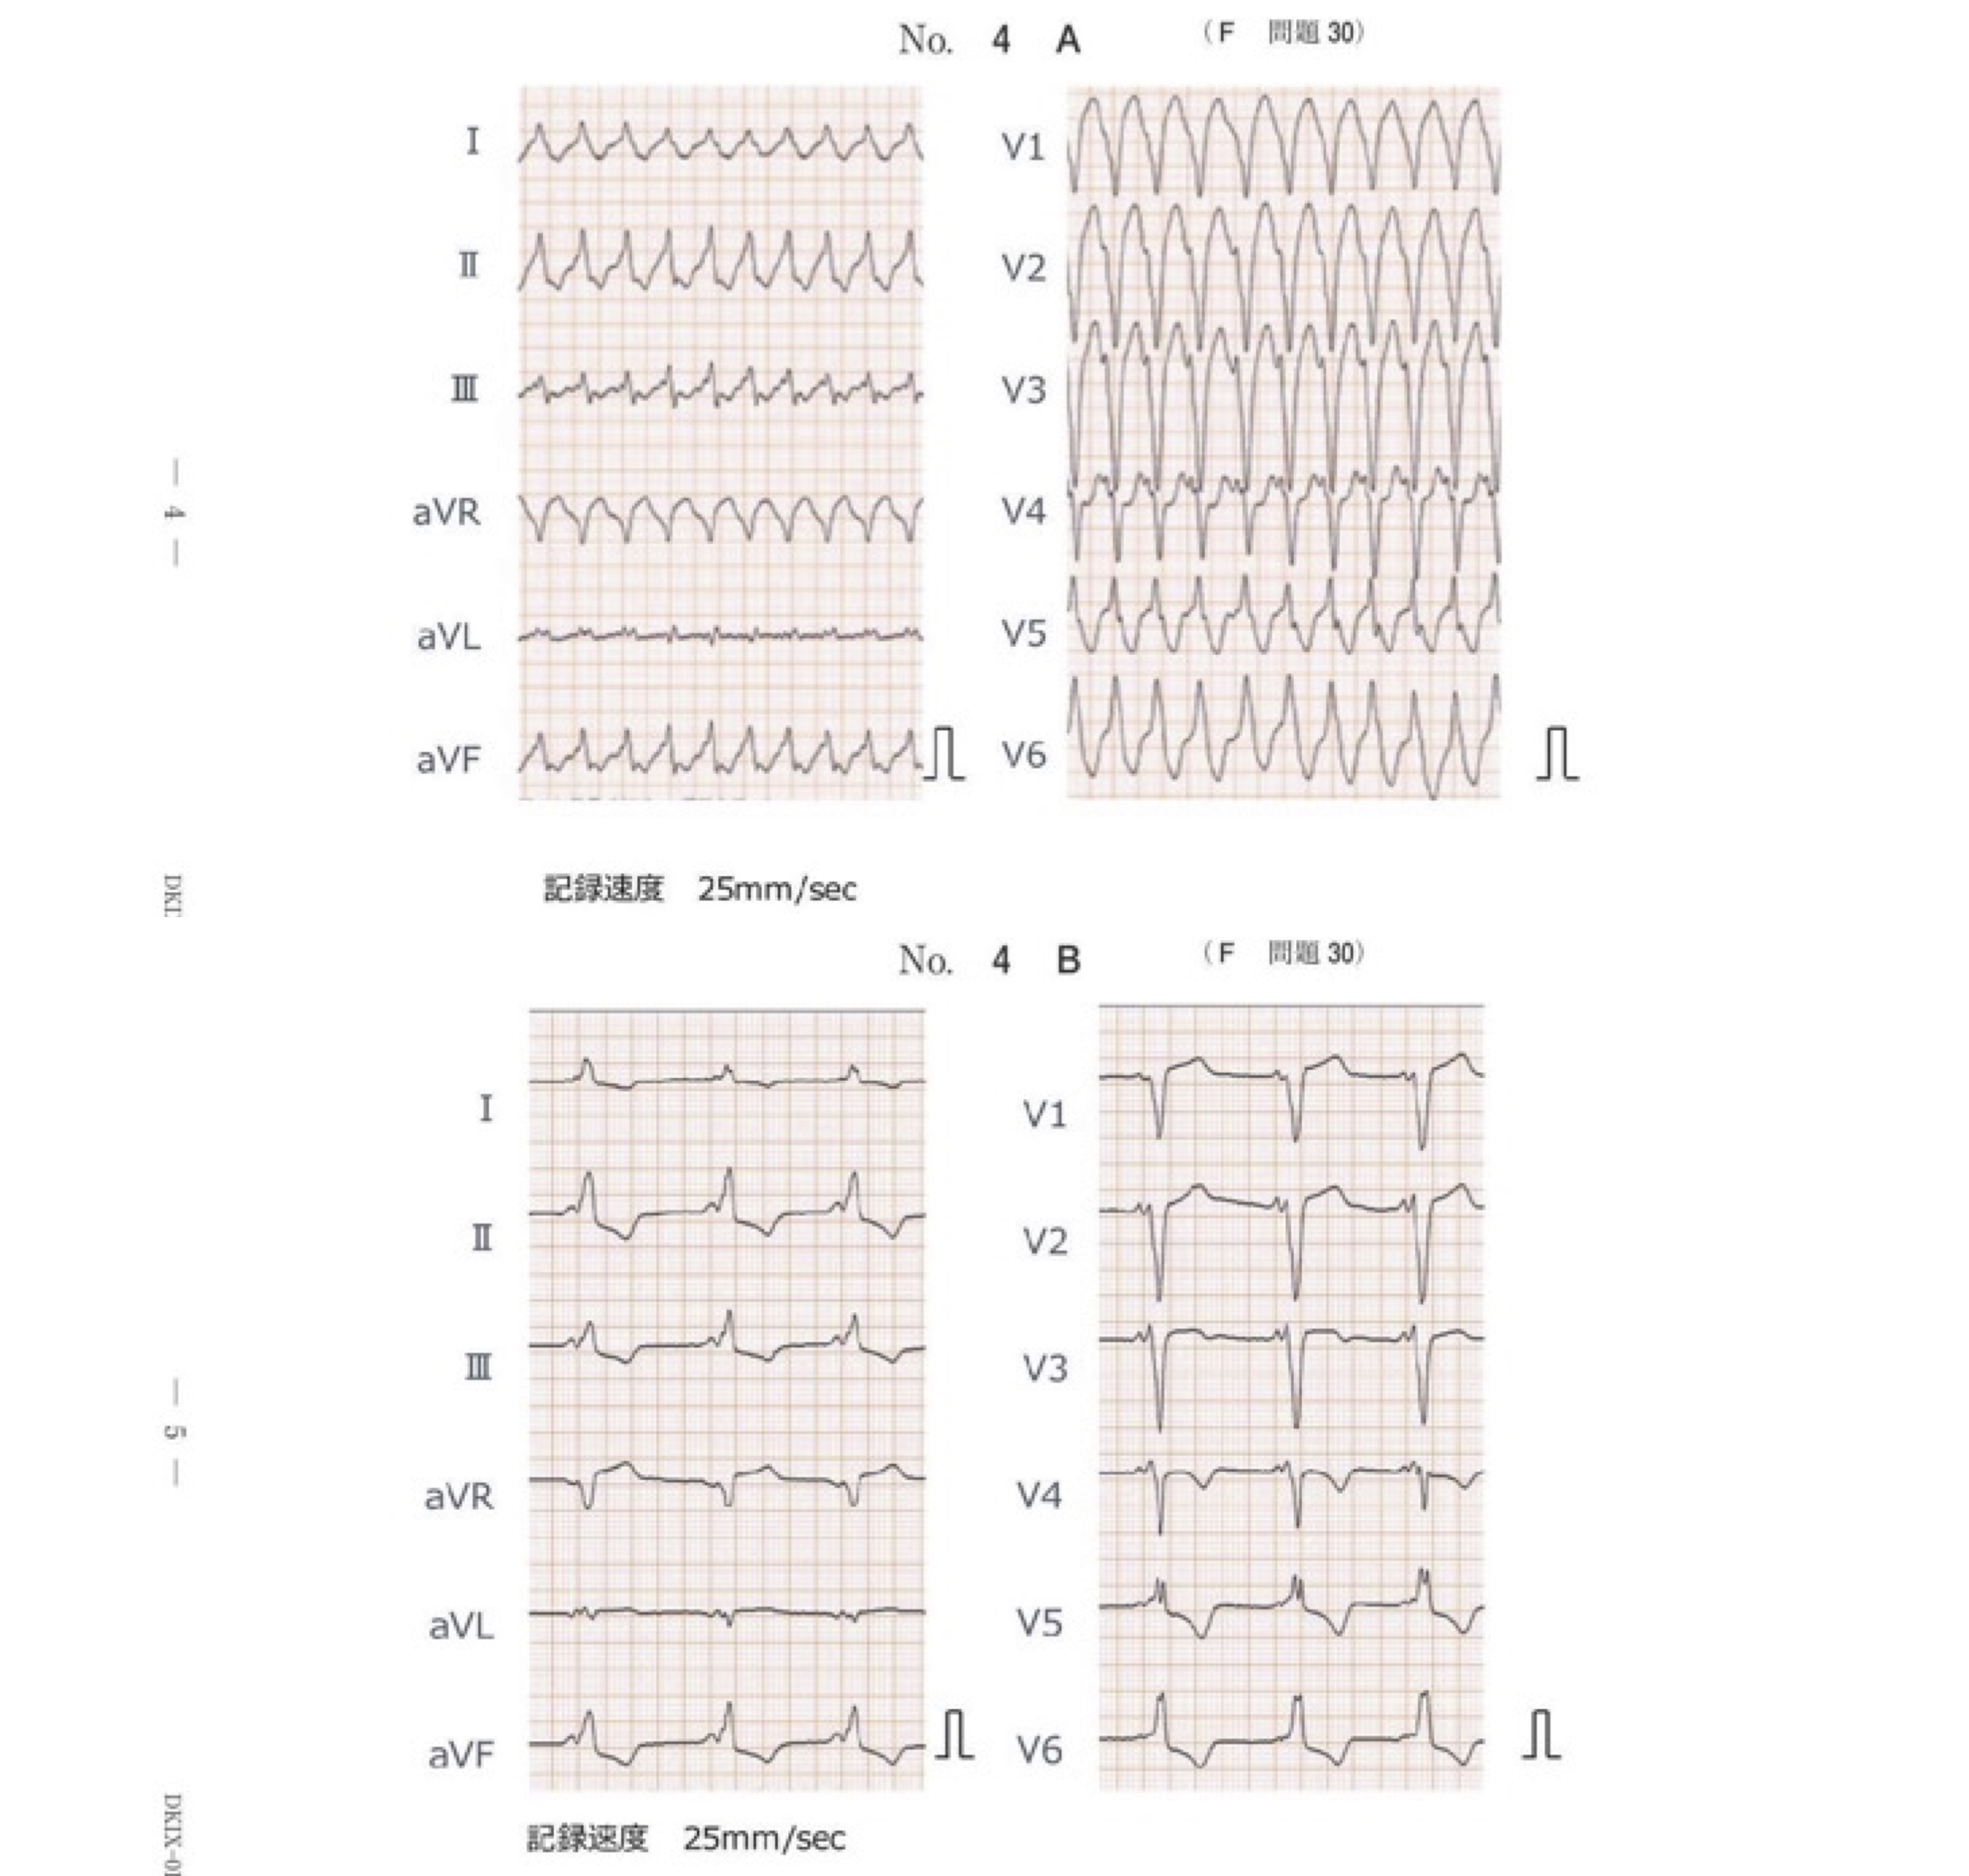 No. 4 A （F 問題 30）
I
II
III
aVR
aVL
aVF
V1
V2
V3
V4
V5
V6
記録速度 25mm/sec
— 4 —
No. 4 B （F 問題 30）
I
II
III
aVR
aVL
aVF
V1
V2
V3
V4
V5
V6
記録速度 25mm/sec
— 5 —